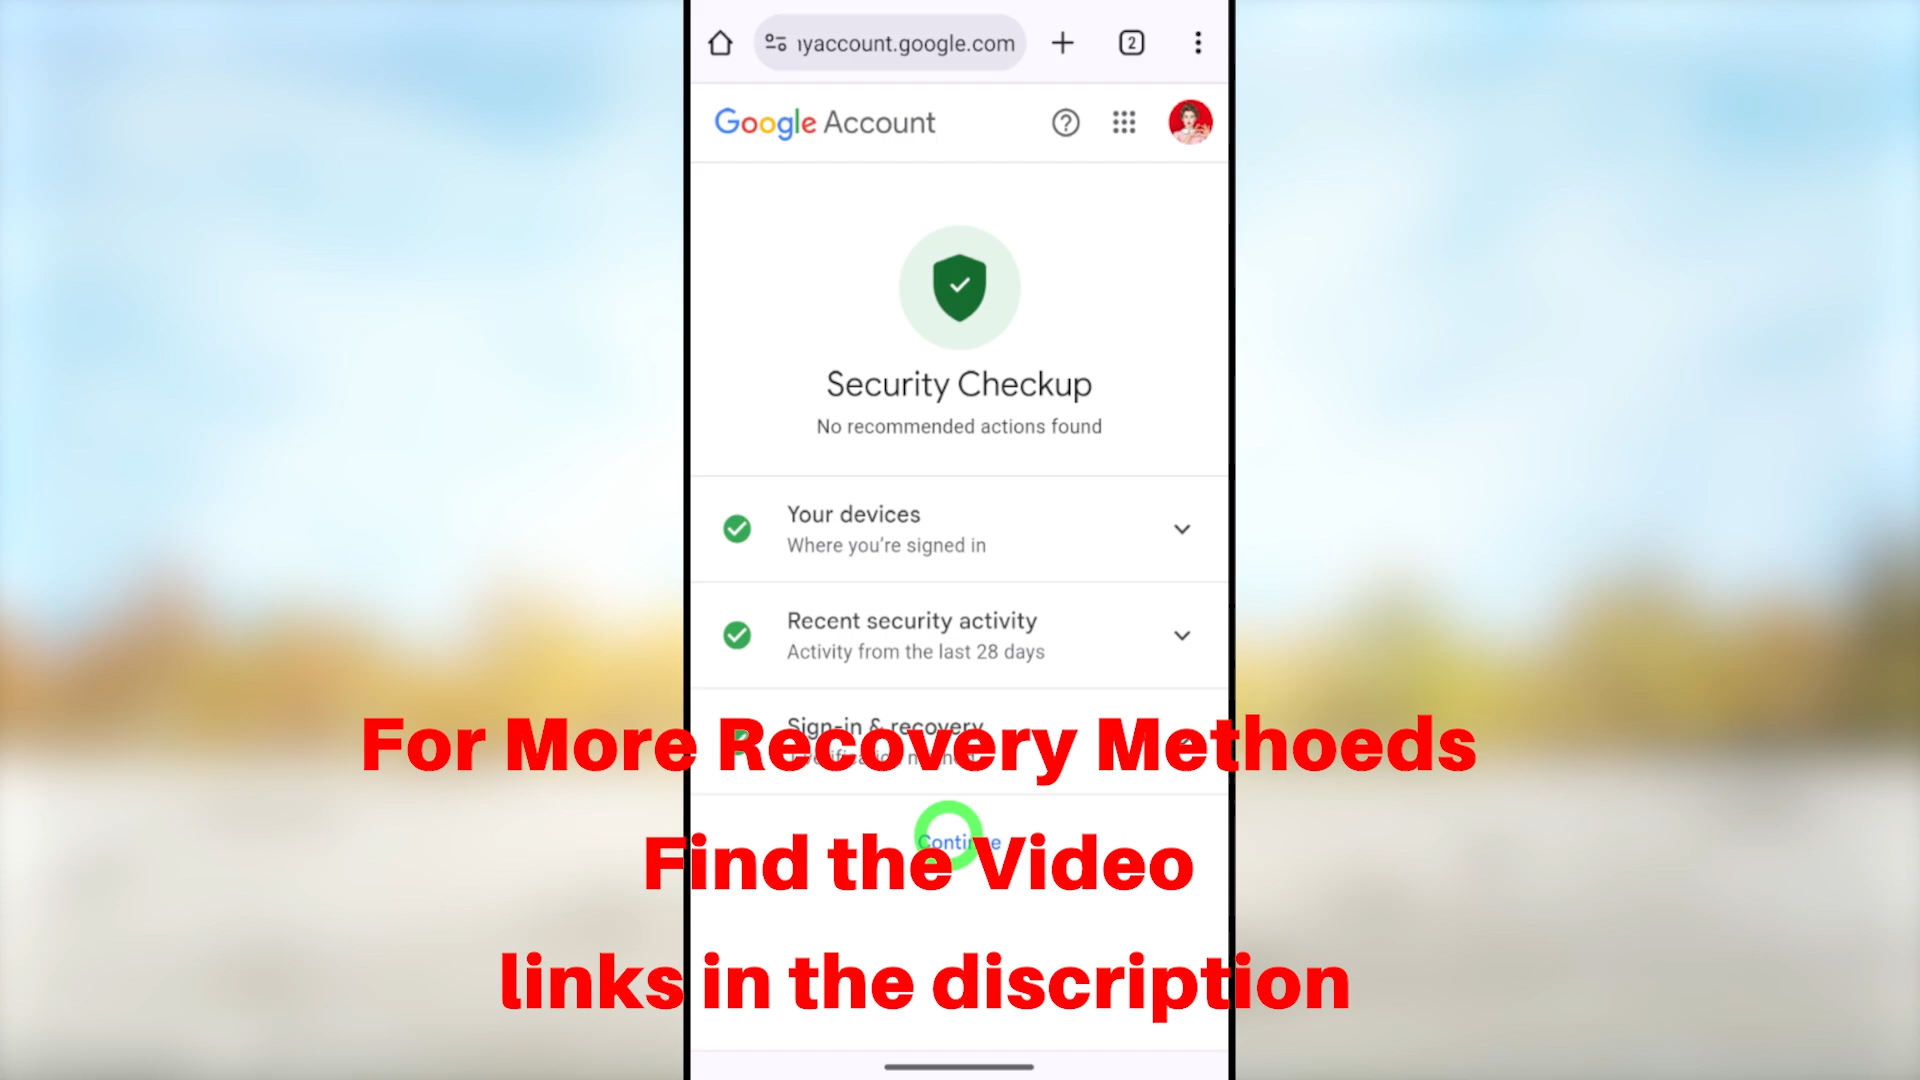 yaccount.google.com
2
Google Account
Security Checkup
No recommended actions found
Your devices
Where you're signed in
Recent security activity
Activity from the last 28 days
Sign-in & recovery
For More Recovery Methoeds
Continue
Find the Video
links in the discription